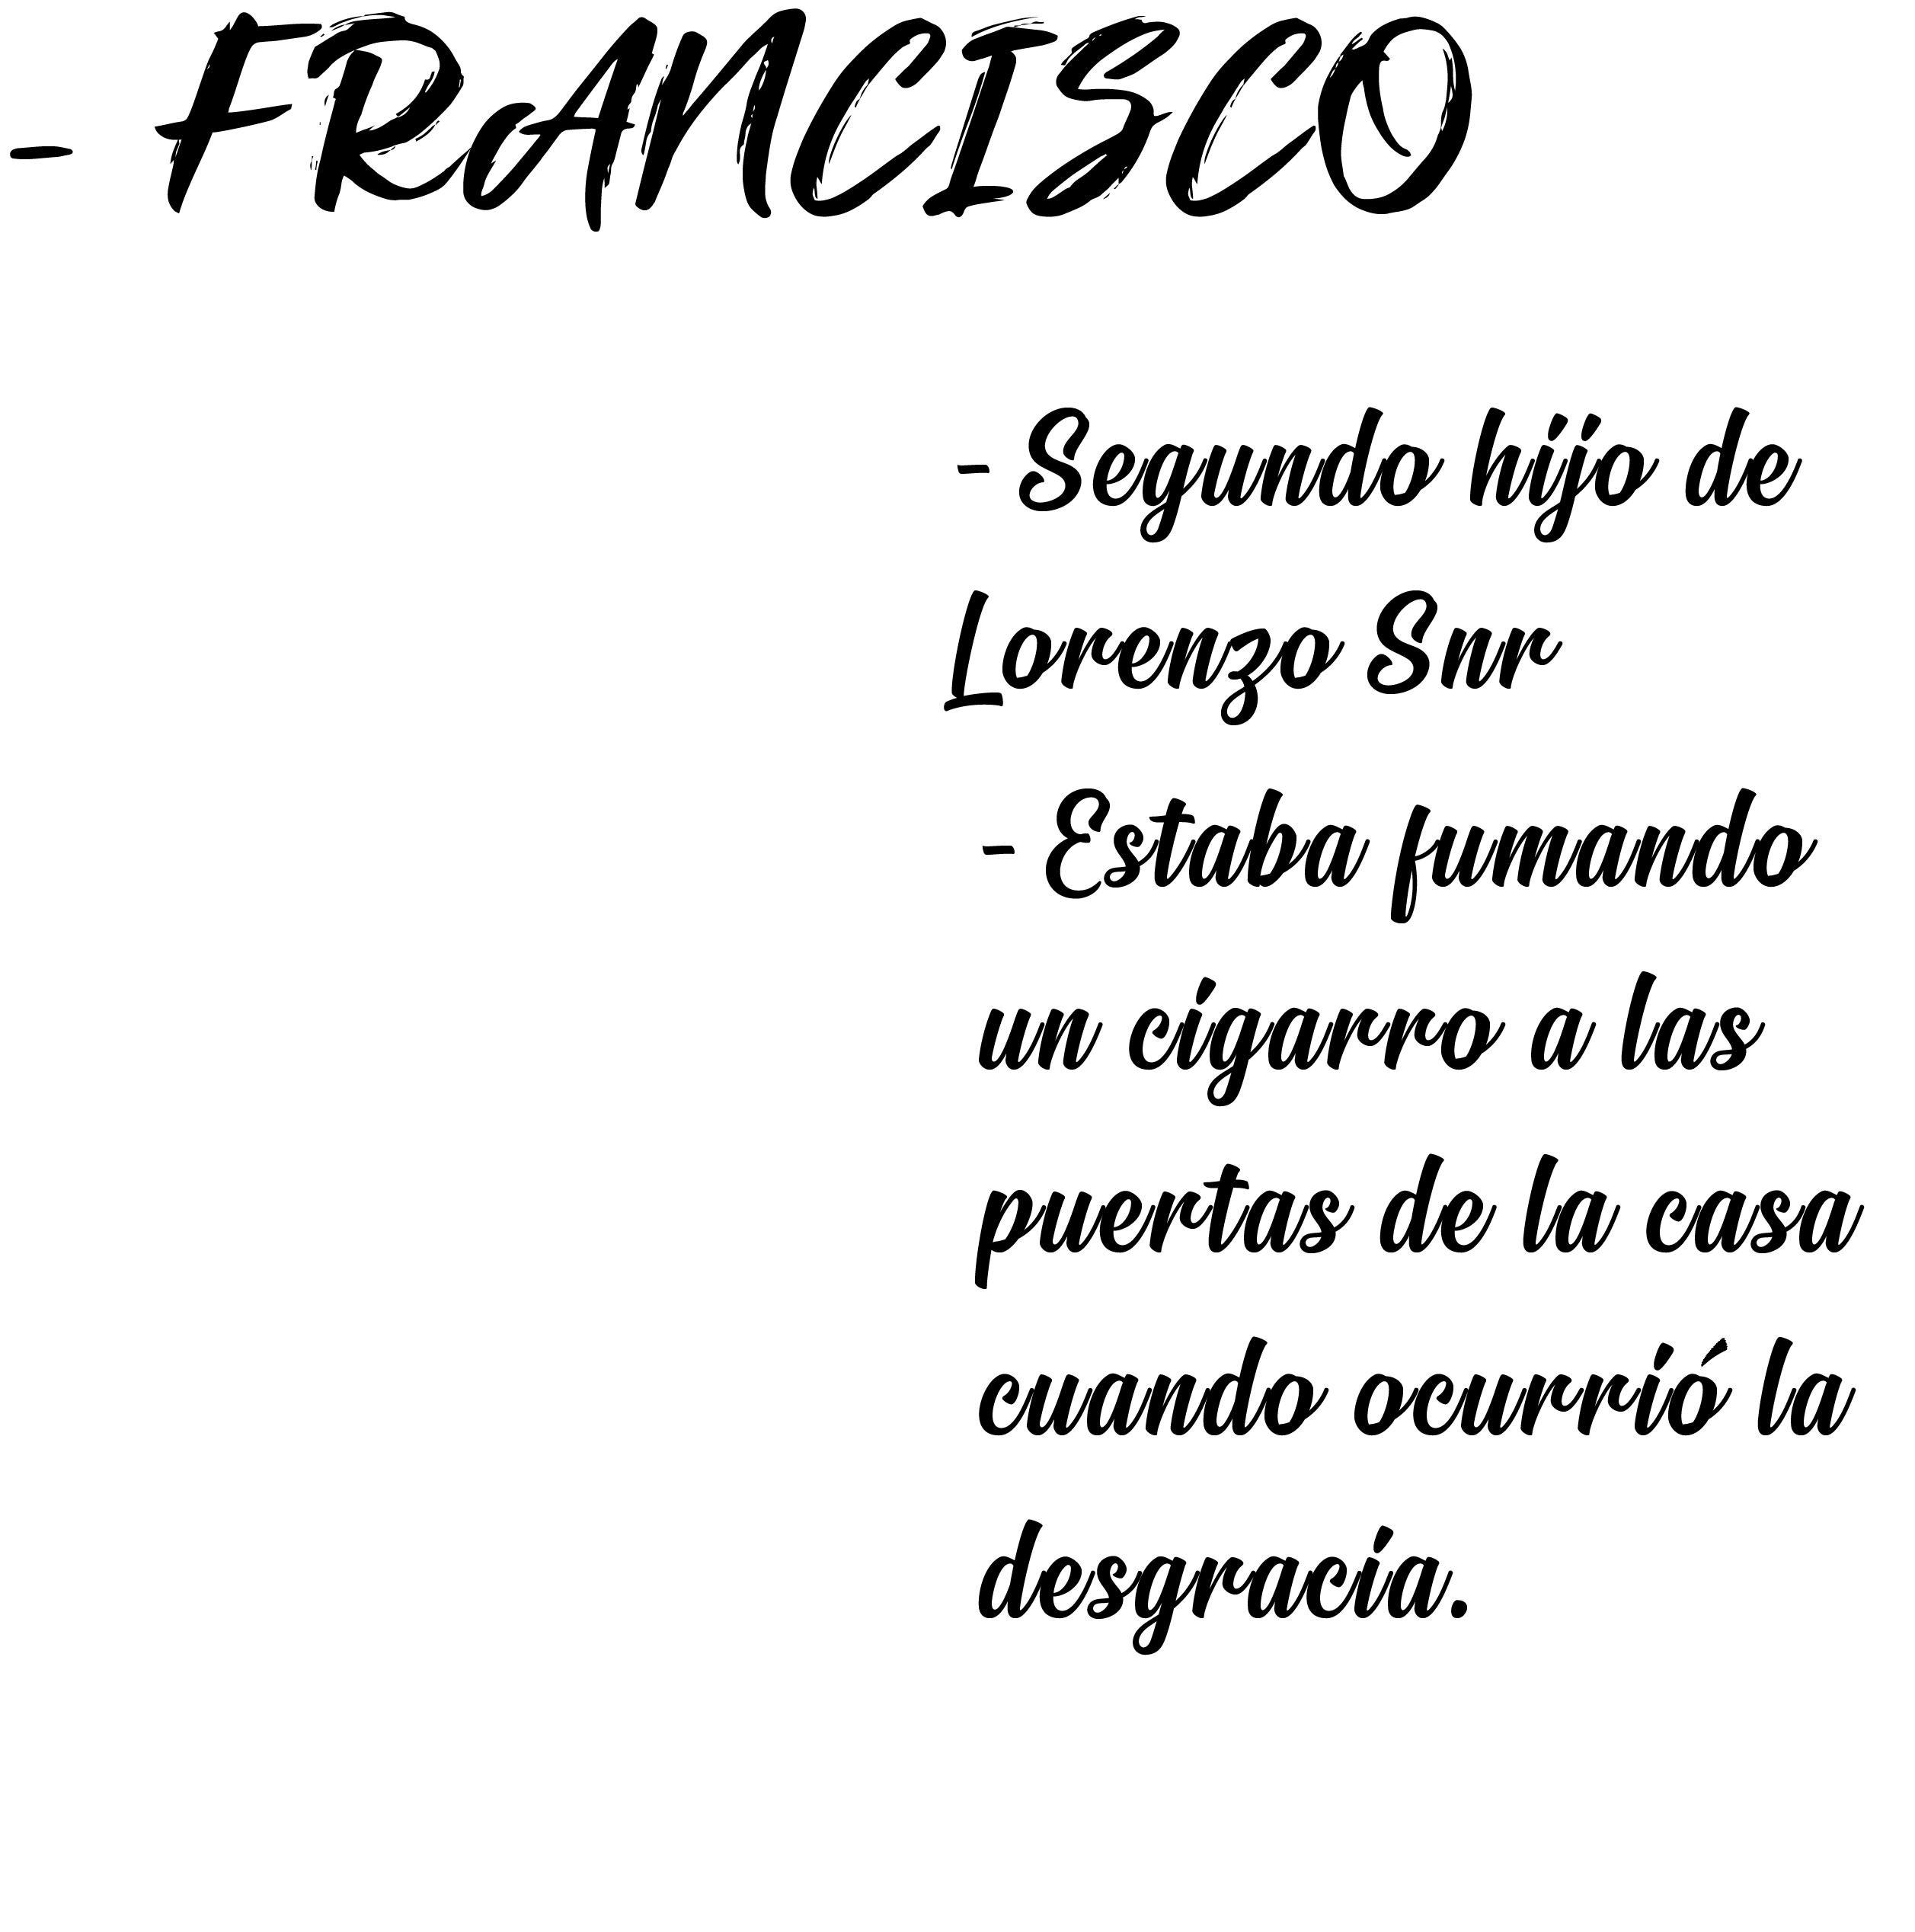 - FRANCISCO
- Segundo hijo de
Lorenzo Snr
- Estaba fumando
un cigarro a las
puertas de la casa
cuando ocurrió la
desgracia.